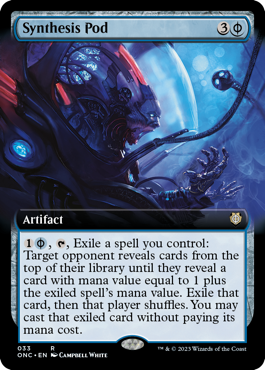 Synthesis Pod 3
Artifact
1 , , Exile a spell you control:
Target opponent reveals cards from the
top of their library until they reveal a
card with mana value equal to 1 plus
the exiled spell's mana value. Exile that
card, then that player shuffles. You may
cast that exiled card without paying its
mana cost.
033 R
ONC • EN CAMPBELL WHITE ™ & © 2023 Wizards of the Coast